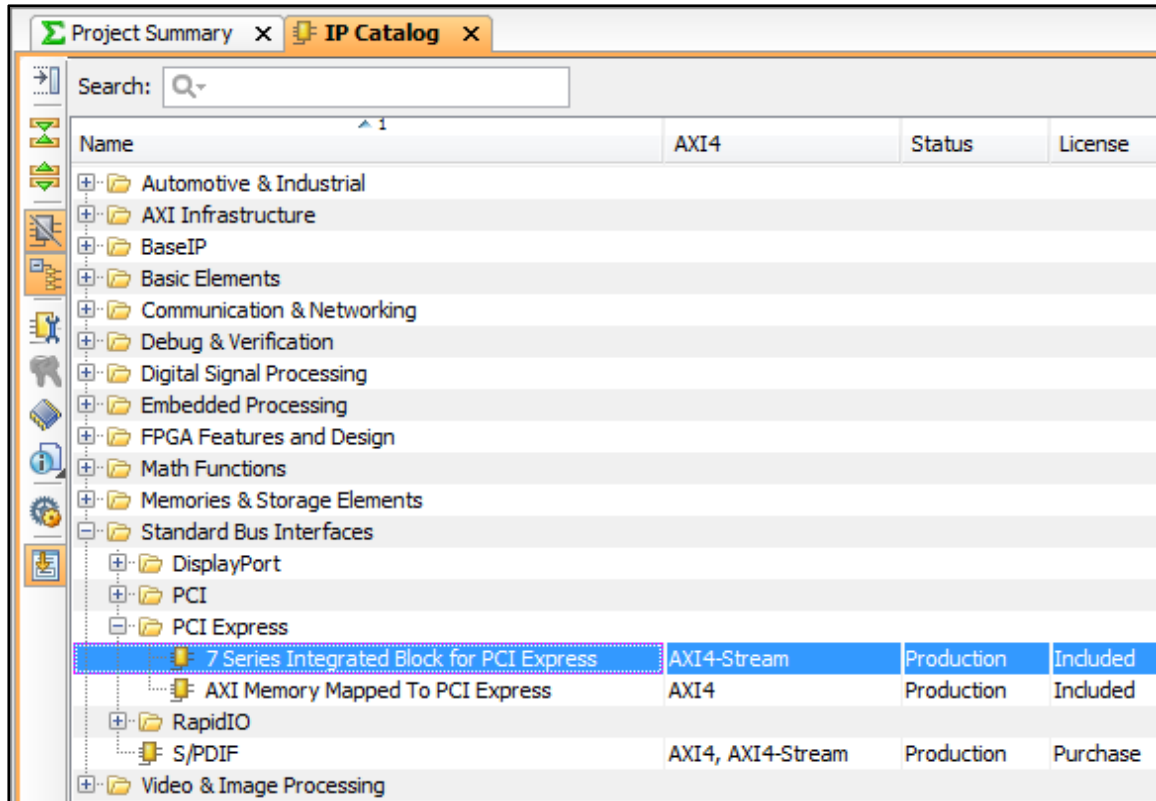 Project Summary X IP Catalog X
Search:
1
Name AXI4 Status License
Automotive & Industrial
AXI Infrastructure
BaseIP
Basic Elements
Communication & Networking
Debug & Verification
Digital Signal Processing
Embedded Processing
FPGA Features and Design
Math Functions
Memories & Storage Elements
Standard Bus Interfaces
DisplayPort
PCI
PCI Express
7 Series Integrated Block for PCI Express AXI4-Stream Production Included
AXI Memory Mapped To PCI Express AXI4 Production Included
RapidIO
S/PDIF AXI4, AXI4-Stream Production Purchase
Video & Image Processing